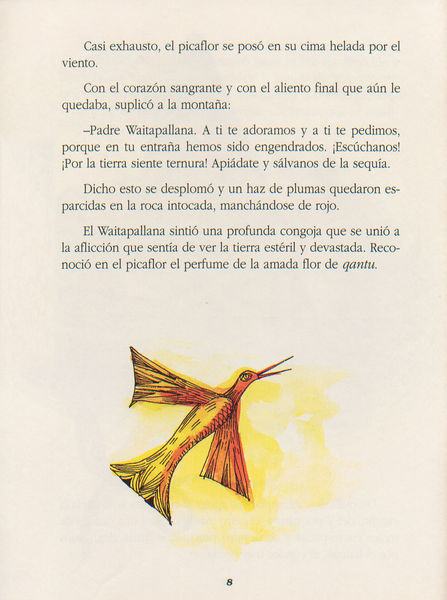 Casi exhausto, el picaflor se posó en su cima helada por el
viento.
Con el corazón sangrante y con el aliento final que aún le
quedaba, suplicó a la montaña:
–Padre Waitapallana. A ti te adoramos y a ti te pedimos,
porque en tu entraña hemos sido engendrados. ¡Escúchanos!
¡Por la tierra siente ternura! Apiádate y sálvanos de la sequía.
Dicho esto se desplomó y un haz de plumas quedaron es-
parcidas en la roca intocada, manchándose de rojo.
El Waitapallana sintió una profunda congoja que se unió a
la aflicción que sentía de ver la tierra estéril y devastada. Reco-
noció en el picaflor el perfume de la amada flor de qantu.
8